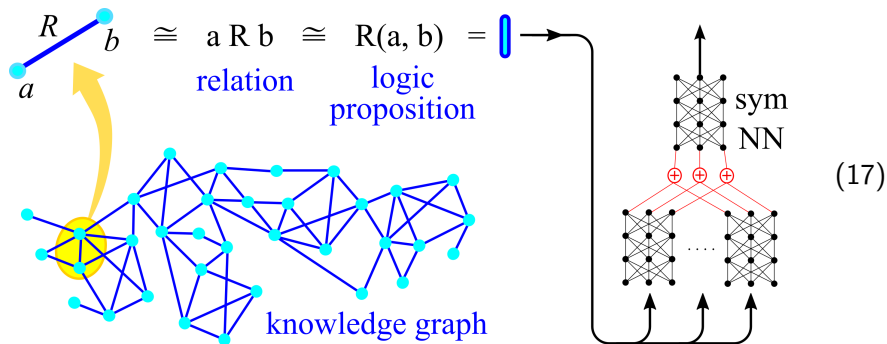 R
a
b
≅ a R b ≅ R(a, b) =
relation
logic
proposition
sym
NN
⊕ ⊕ ⊕
(17)
....
knowledge graph